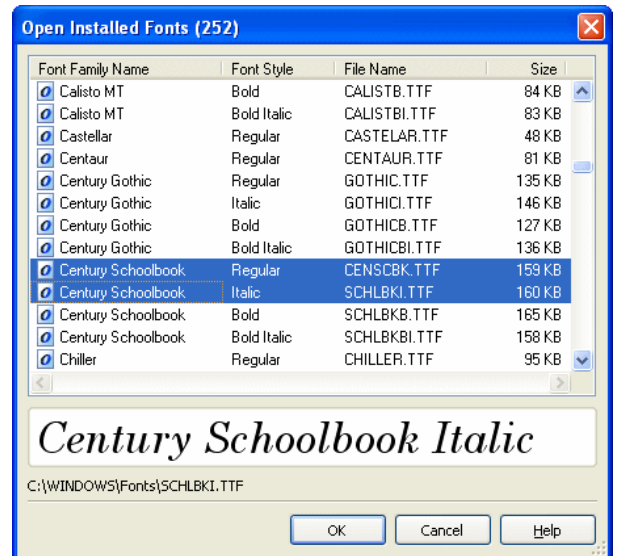 Open Installed Fonts (252)
Font Family Name Font Style File Name Size
Calisto MT Bold CALISTB.TTF 84 KB
Calisto MT Bold Italic CALISTBI.TTF 83 KB
Castellar Regular CASTELAR.TTF 48 KB
Centaur Regular CENTAUR.TTF 81 KB
Century Gothic Regular GOTHIC.TTF 135 KB
Century Gothic Italic GOTHICI.TTF 146 KB
Century Gothic Bold GOTHICB.TTF 127 KB
Century Gothic Bold Italic GOTHICBI.TTF 136 KB
Century Schoolbook Regular CENSCBK.TTF 159 KB
Century Schoolbook Italic SCHLBKI.TTF 160 KB
Century Schoolbook Bold SCHLBKB.TTF 165 KB
Century Schoolbook Bold Italic SCHLBKBI.TTF 158 KB
Chiller Regular CHILLER.TTF 95 KB
Century Schoolbook Italic
C:\WINDOWS\Fonts\SCHLBKI.TTF
OK Cancel Help